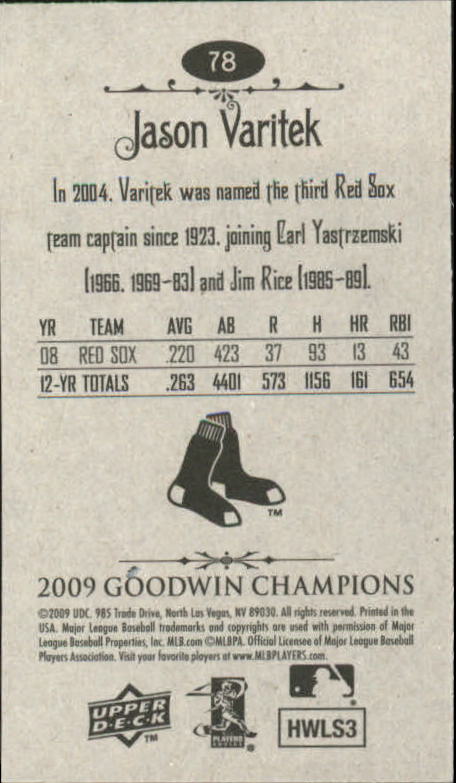 78
Jason Varitek
In 2004, Varitek was named the third Red Sox
team captain since 1923, joining Carl Yastrzemski
(1966, 1969-83) and Jim Rice (1985-89).
YR TEAM AVG AB R H HR RBI
08 RED SOX .220 423 37 93 13 43
12-YR TOTALS .263 4401 573 1156 161 654
TM
2009 GOODWIN CHAMPIONS
©2009 UDC. 985 Trade Drive, North Las Vegas, NV 89030. All rights reserved. Printed in the
USA. Major League Baseball trademarks and copyrights are used with permission of Major
League Baseball Properties, Inc. MLB.com ©MLBPA. Official Licensee of Major League Baseball
Players Association. Visit your favorite players at www.MLBPLAYERS.com.
UPPER
D·E·C·K
TM
PLAYERS
CHOICE
®
HWLS3